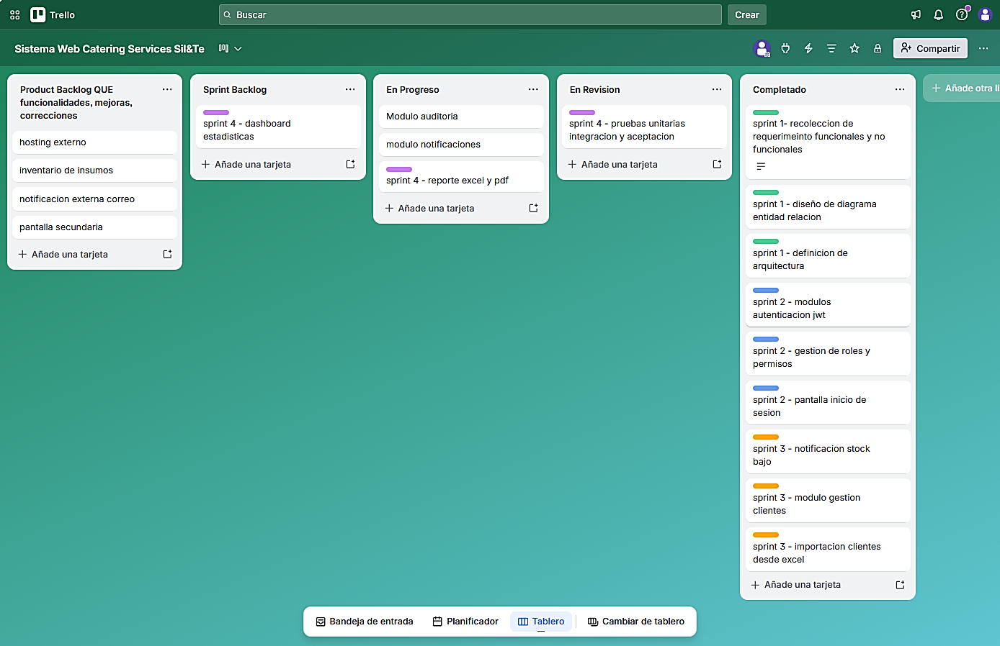 Trello
Buscar
Crear
Sistema Web Catering Services Sil&Te
Compartir
Product Backlog QUE
funcionalidades, mejoras,
correcciones
hosting externo
inventario de insumos
notificacion externa correo
pantalla secundaria
Añade una tarjeta
Sprint Backlog
sprint 4 - dashboard
estadisticas
Añade una tarjeta
En Progreso
Modulo auditoria
modulo notificaciones
sprint 4 - reporte excel y pdf
Añade una tarjeta
En Revision
sprint 4 - pruebas unitarias
integracion y aceptacion
Añade una tarjeta
Completado
sprint 1- recoleccion de
requerimeinto funcionales y no
funcionales
sprint 1 - diseño de diagrama
entidad relacion
sprint 1 - definicion de
arquitectura
sprint 2 - modulos
autenticacion jwt
sprint 2 - gestion de roles y
permisos
sprint 2 - pantalla inicio de
sesion
sprint 3 - notificacion stock
bajo
sprint 3 - modulo gestion
clientes
sprint 3 - importacion clientes
desde excel
Añade una tarjeta
Añade otra li
Bandeja de entrada
Planificador
Tablero
Cambiar de tablero